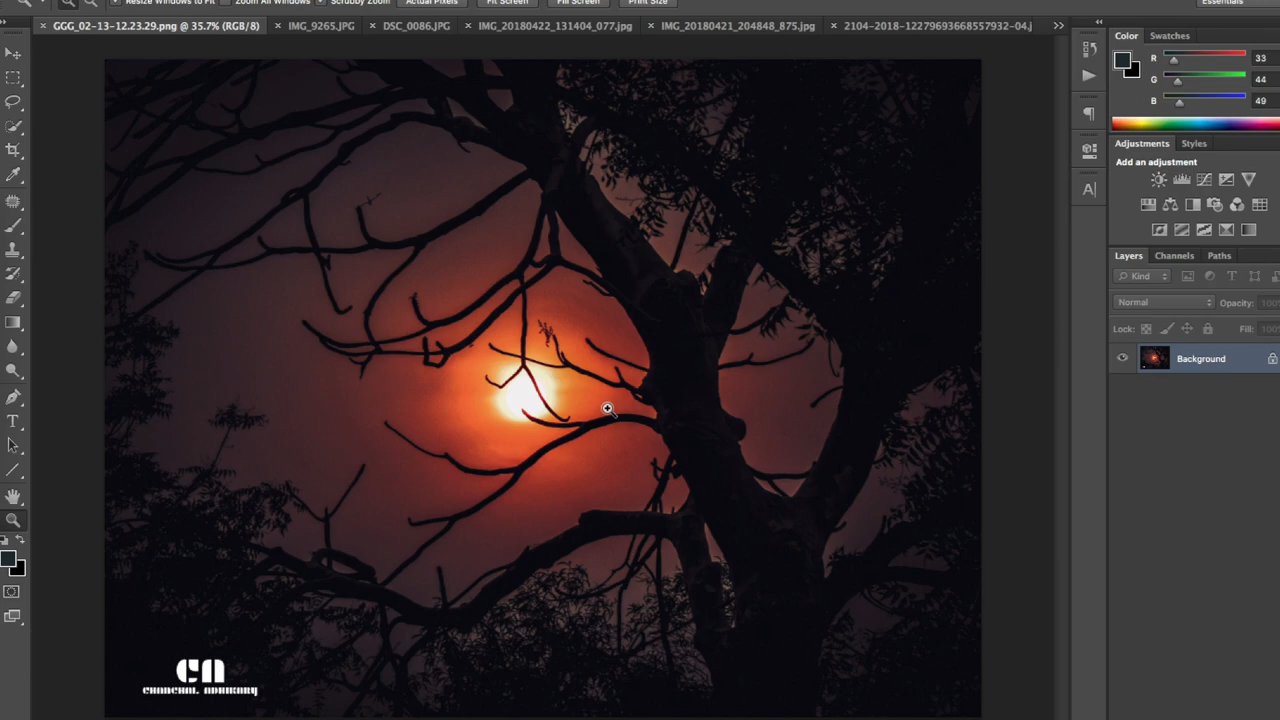 Resize Windows to Fit
Zoom All Windows
Scrubby Zoom
Actual Pixels
Fit Screen
Fill Screen
Print Size
Essentials
GGG_02-13-12.23.29.png @ 35.7% (RGB/8)
IMG_9265.JPG
DSC_0086.JPG
IMG_20180422_131404_077.jpg
IMG_20180421_204848_875.jpg
2104-2018-12279693668557932-04.j
Color
Swatches
R
33
G
44
B
49
Adjustments
Styles
Add an adjustment
Layers
Channels
Paths
Kind
Normal
Opacity:
Lock:
Fill:
Background
CA
CHANCHAL ADHIKARY